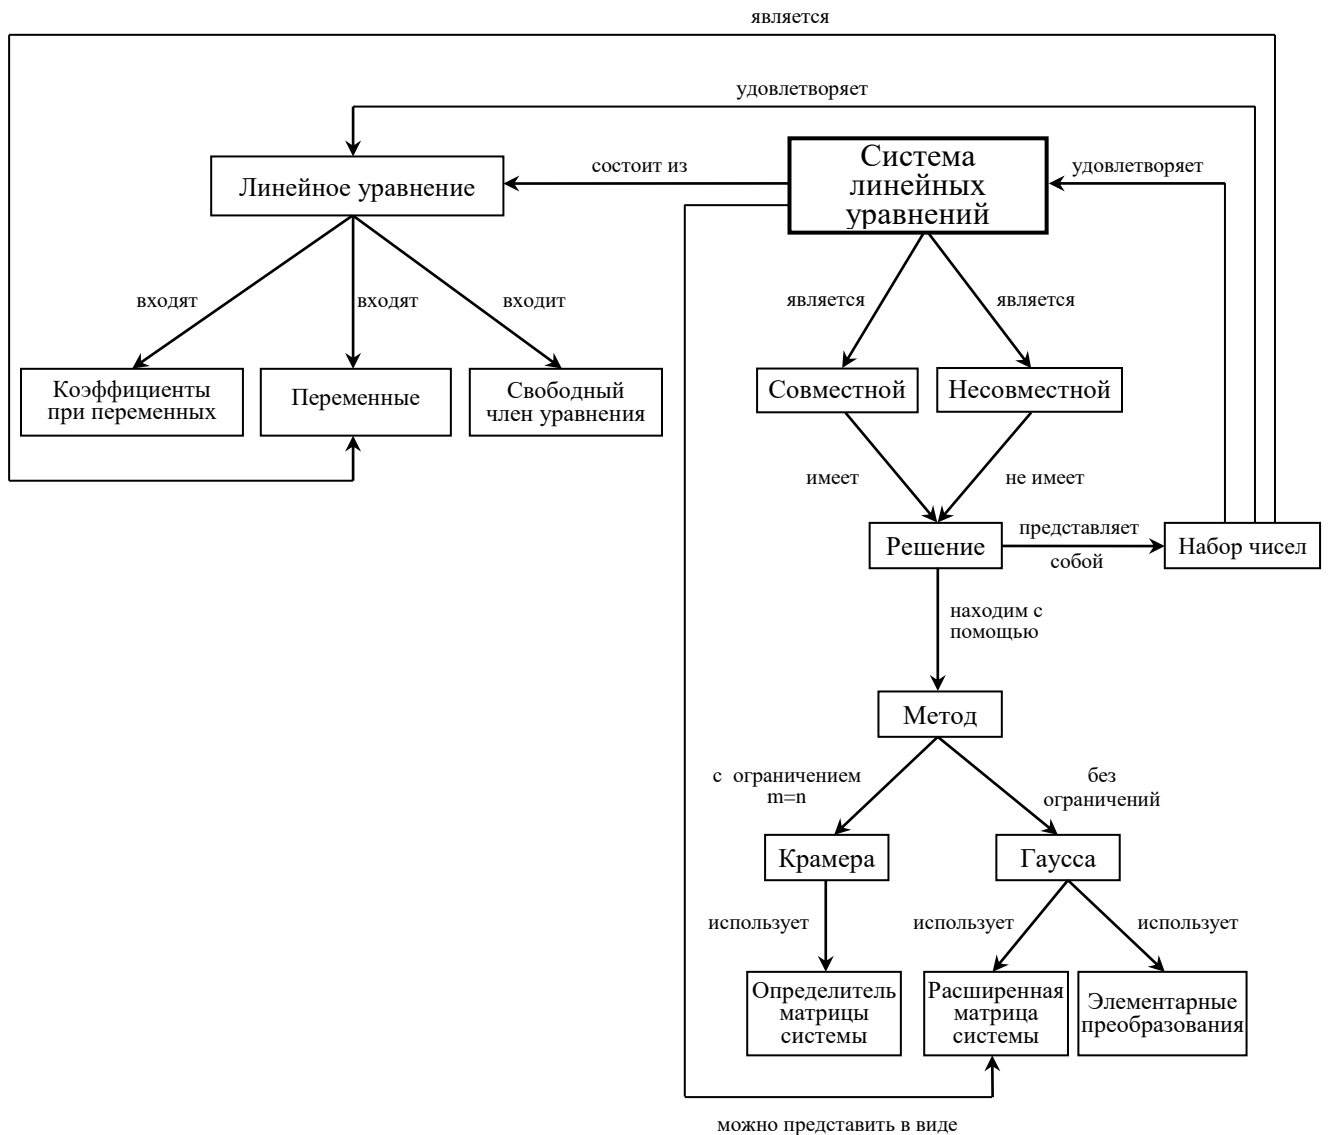 является
удовлетворяет
Система
линейных
уравнений
состоит из
удовлетворяет
Линейное уравнение
входят
входят
входит
является
является
Коэффициенты
при переменных
Переменные
Свободный
член уравнения
Совместной
Несовместной
имеет
не имеет
Решение
представляет
собой
Набор чисел
находим с
помощью
Метод
с ограничением
m=n
без
ограничений
Крамера
Гаусса
использует
использует
использует
Определитель
матрицы
системы
Расширенная
матрица
системы
Элементарные
преобразования
можно представить в виде